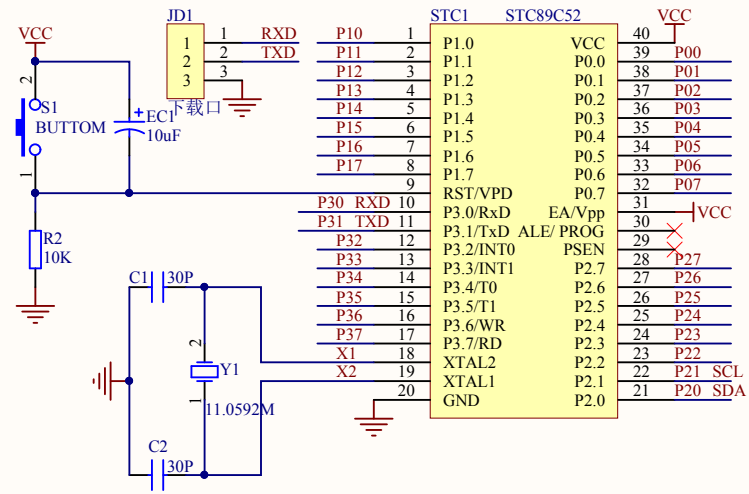 VCC
2
S1
BUTTOM
1
EC1
+
10uF
R2
10K
JD1
1 1 RXD
2 2 TXD
3 3
下载口
STC1 STC89C52
P10 1 P1.0
P11 2 P1.1
P12 3 P1.2
P13 4 P1.3
P14 5 P1.4
P15 6 P1.5
P16 7 P1.6
P17 8 P1.7
9 RST/VPD
P30 RXD 10 P3.0/RxD
P31 TXD 11 P3.1/TxD
P32 12 P3.2/INT0
P33 13 P3.3/INT1
P34 14 P3.4/T0
P35 15 P3.5/T1
P36 16 P3.6/WR
P37 17 P3.7/RD
X1 18 XTAL2
X2 19 XTAL1
20 GND
VCC
VCC 40
P0.0 39 P00
P0.1 38 P01
P0.2 37 P02
P0.3 36 P03
P0.4 35 P04
P0.5 34 P05
P0.6 33 P06
P0.7 32 P07
EA/Vpp 31 VCC
ALE/ PROG 30
PSEN 29
P2.7 28 P27
P2.6 27 P26
P2.5 26 P25
P2.4 25 P24
P2.3 24 P23
P2.2 23 P22
P2.1 22 P21 SCL
P2.0 21 P20 SDA
C1 30P
2
Y1
1
11.0592M
C2
30P